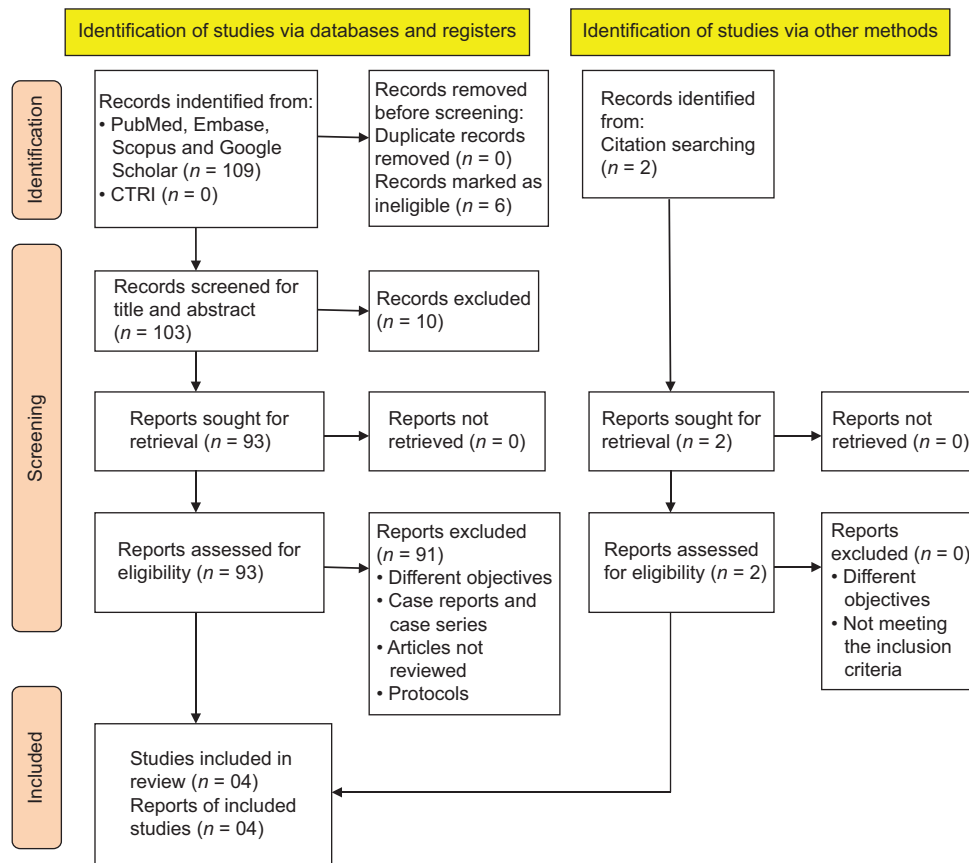 Identification of studies via databases and registers
Identification of studies via other methods
Identification
Records indentified from:
• PubMed, Embase,
Scopus and Google
Scholar (n = 109)
• CTRI (n = 0)
Records removed
before screening:
Duplicate records
removed (n = 0)
Records marked as
ineligible (n = 6)
Records identified
from:
Citation searching
(n = 2)
Screening
Records screened for
title and abstract
(n = 103)
Records excluded
(n = 10)
Reports sought for
retrieval (n = 93)
Reports not
retrieved (n = 0)
Reports sought for
retrieval (n = 2)
Reports not
retrieved (n = 0)
Reports assessed for
eligibility (n = 93)
Reports excluded
(n = 91)
• Different objectives
• Case reports and
case series
• Articles not
reviewed
• Protocols
Reports assessed
for eligibility (n = 2)
Reports
excluded (n = 0)
• Different
objectives
• Not meeting
the inclusion
criteria
Included
Studies included in
review (n = 04)
Reports of included
studies (n = 04)